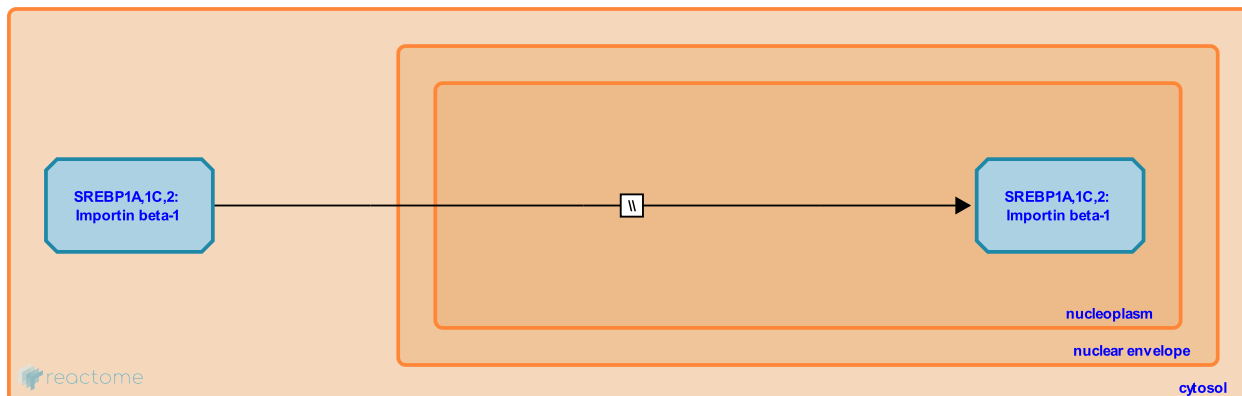 SREBP1A,1C,2:
Importin beta-1
\\
SREBP1A,1C,2:
Importin beta-1
nucleoplasm
nuclear envelope
reactome
cytosol